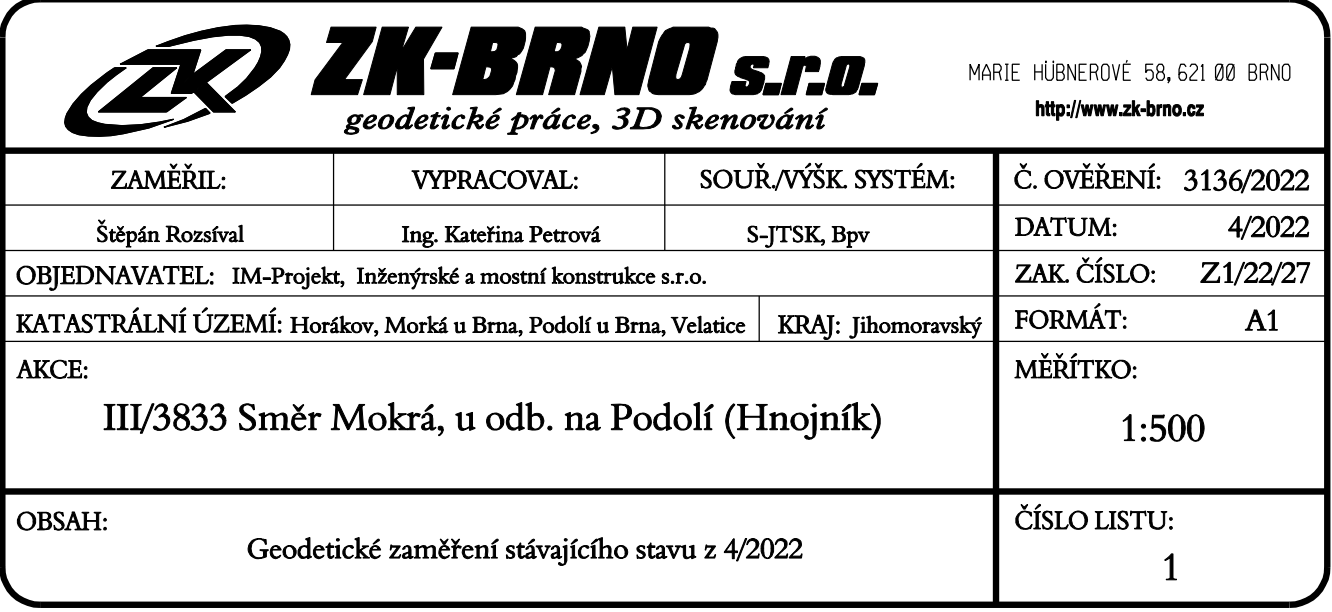 ZK ZK-BRNO s.r.o.
geodetické práce, 3D skenování
MARIE HÜBNEROVÉ 58, 621 00 BRNO
http://www.zk-brno.cz
ZAMĚŘIL: VYPRACOVAL: SOUŘ./VÝŠK. SYSTÉM: Č. OVĚŘENÍ: 3136/2022
Štěpán Rozsíval Ing. Kateřina Petrová S-JTSK, Bpv DATUM: 4/2022
OBJEDNAVATEL: IM-Projekt, Inženýrské a mostní konstrukce s.r.o. ZAK. ČÍSLO: Z1/22/27
KATASTRÁLNÍ ÚZEMÍ: Horákov, Morká u Brna, Podolí u Brna, Velatice KRAJ: Jihomoravský FORMÁT: A1
AKCE: MĚŘÍTKO:
III/3833 Směr Mokrá, u odb. na Podolí (Hnojník) 1:500
OBSAH: ČÍSLO LISTU:
Geodetické zaměření stávajícího stavu z 4/2022 1